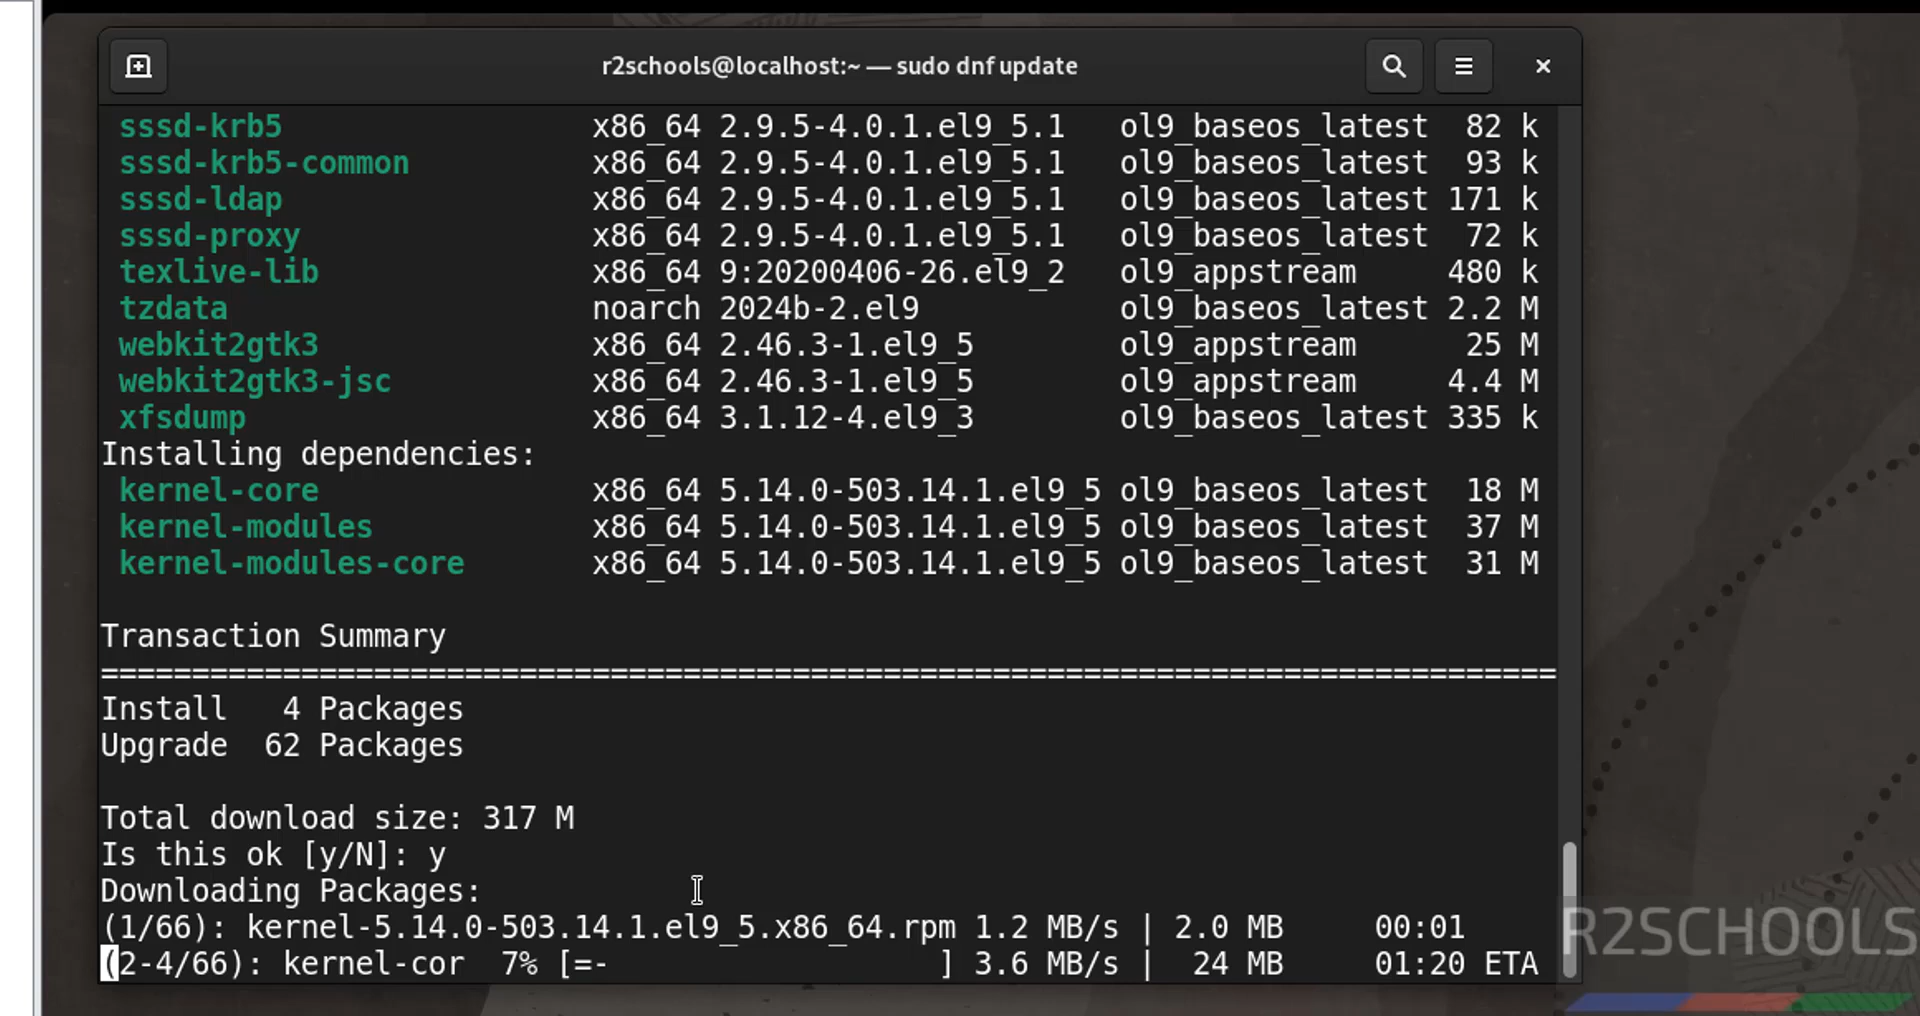 r2schools@localhost:~ — sudo dnf update
sssd-krb5 x86_64 2.9.5-4.0.1.el9_5.1 ol9_baseos_latest 82 k
sssd-krb5-common x86_64 2.9.5-4.0.1.el9_5.1 ol9_baseos_latest 93 k
sssd-ldap x86_64 2.9.5-4.0.1.el9_5.1 ol9_baseos_latest 171 k
sssd-proxy x86_64 2.9.5-4.0.1.el9_5.1 ol9_baseos_latest 72 k
texlive-lib x86_64 9:20200406-26.el9_2 ol9_appstream 480 k
tzdata noarch 2024b-2.el9 ol9_baseos_latest 2.2 M
webkit2gtk3 x86_64 2.46.3-1.el9_5 ol9_appstream 25 M
webkit2gtk3-jsc x86_64 2.46.3-1.el9_5 ol9_appstream 4.4 M
xfsdump x86_64 3.1.12-4.el9_3 ol9_baseos_latest 335 k
Installing dependencies:
kernel-core x86_64 5.14.0-503.14.1.el9_5 ol9_baseos_latest 18 M
kernel-modules x86_64 5.14.0-503.14.1.el9_5 ol9_baseos_latest 37 M
kernel-modules-core x86_64 5.14.0-503.14.1.el9_5 ol9_baseos_latest 31 M
Transaction Summary
================================================================================
Install 4 Packages
Upgrade 62 Packages
Total download size: 317 M
Is this ok [y/N]: y
Downloading Packages:
(1/66): kernel-5.14.0-503.14.1.el9_5.x86_64.rpm 1.2 MB/s | 2.0 MB 00:01
(2-4/66): kernel-cor 7% [=- ] 3.6 MB/s | 24 MB 01:20 ETA
R2SCHOOLS